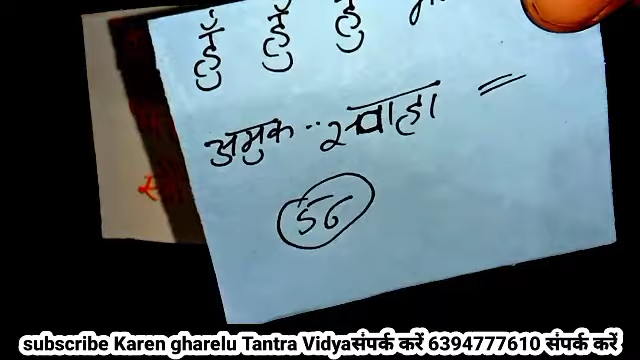 हुँ हुँ हुँ
अमुक .. स्वाहा =
56
subscribe Karen gharelu Tantra Vidyaसंपर्क करें 6394777610 संपर्क करें